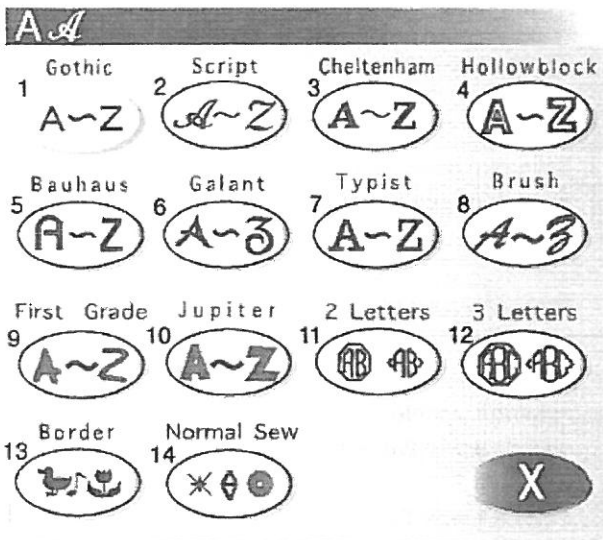 A A
Gothic Script Cheltenham Hollowblock
1 A~Z 2 A~Z 3 A~Z 4 A~Z
Bauhaus Galant Typist Brush
5 A~Z 6 A~Z 7 A~Z 8 A~Z
First Grade Jupiter 2 Letters 3 Letters
9 A~Z 10 A~Z 11 AB AB 12 ABC ABC
Border Normal Sew
13 14 X